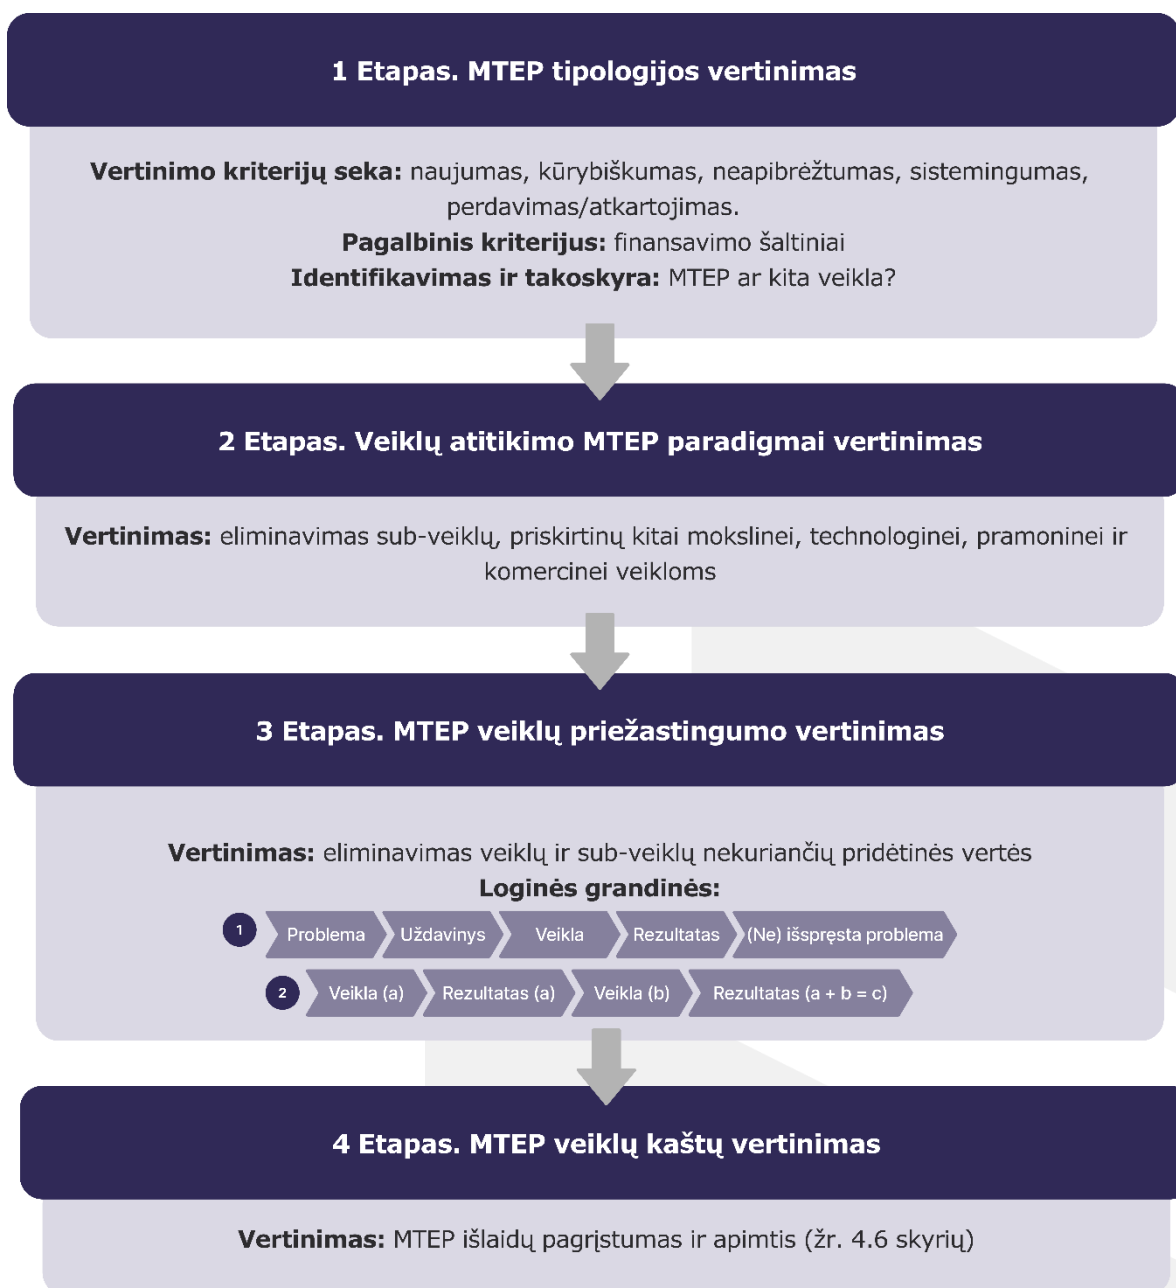 1 Etapas. MTEP tipologijos vertinimas
Vertinimo kriterijų seka: naujumas, kūrybiškumas, neapibrėžtumas, sistemingumas,
perdavimas/atkartojimas.
Pagalbinis kriterijus: finansavimo šaltiniai
Identifikavimas ir takoskyra: MTEP ar kita veikla?
2 Etapas. Veiklų atitikimo MTEP paradigmai vertinimas
Vertinimas: eliminavimas sub-veiklų, priskirtinų kitai mokslinei, technologinei, pramoninei ir
komercinei veikloms
3 Etapas. MTEP veiklų priežastingumo vertinimas
Vertinimas: eliminavimas veiklų ir sub-veiklų nekuriančių pridėtinės vertės
Loginės grandinės:
1 Problema Uždavinys Veikla Rezultatas (Ne) išspręsta problema
2 Veikla (a) Rezultatas (a) Veikla (b) Rezultatas (a + b = c)
4 Etapas. MTEP veiklų kaštų vertinimas
Vertinimas: MTEP išlaidų pagrįstumas ir apimtis (žr. 4.6 skyrių)